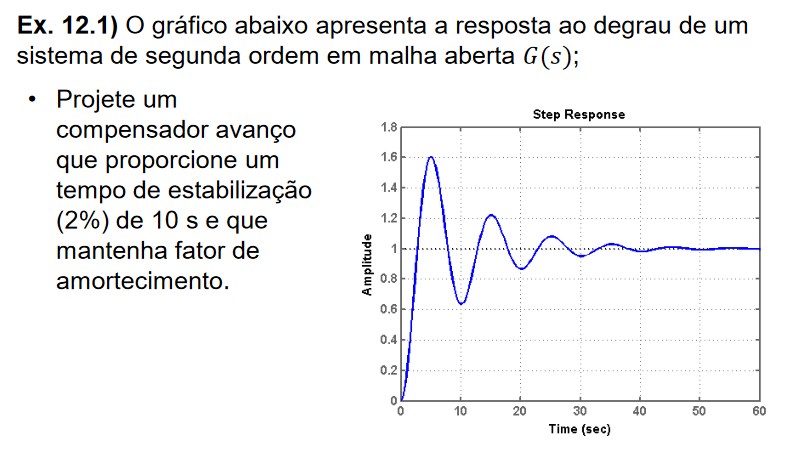 Ex. 12.1) O gráfico abaixo apresenta a resposta ao degrau de um
sistema de segunda ordem em malha aberta G(s);
• Projete um
compensador avanço
que proporcione um
tempo de estabilização
(2%) de 10 s e que
mantenha fator de
amortecimento.
Step Response
Amplitude
1.8
1.6
1.4
1.2
1
0.8
0.6
0.4
0.2
0
0 10 20 30 40 50 60
Time (sec)